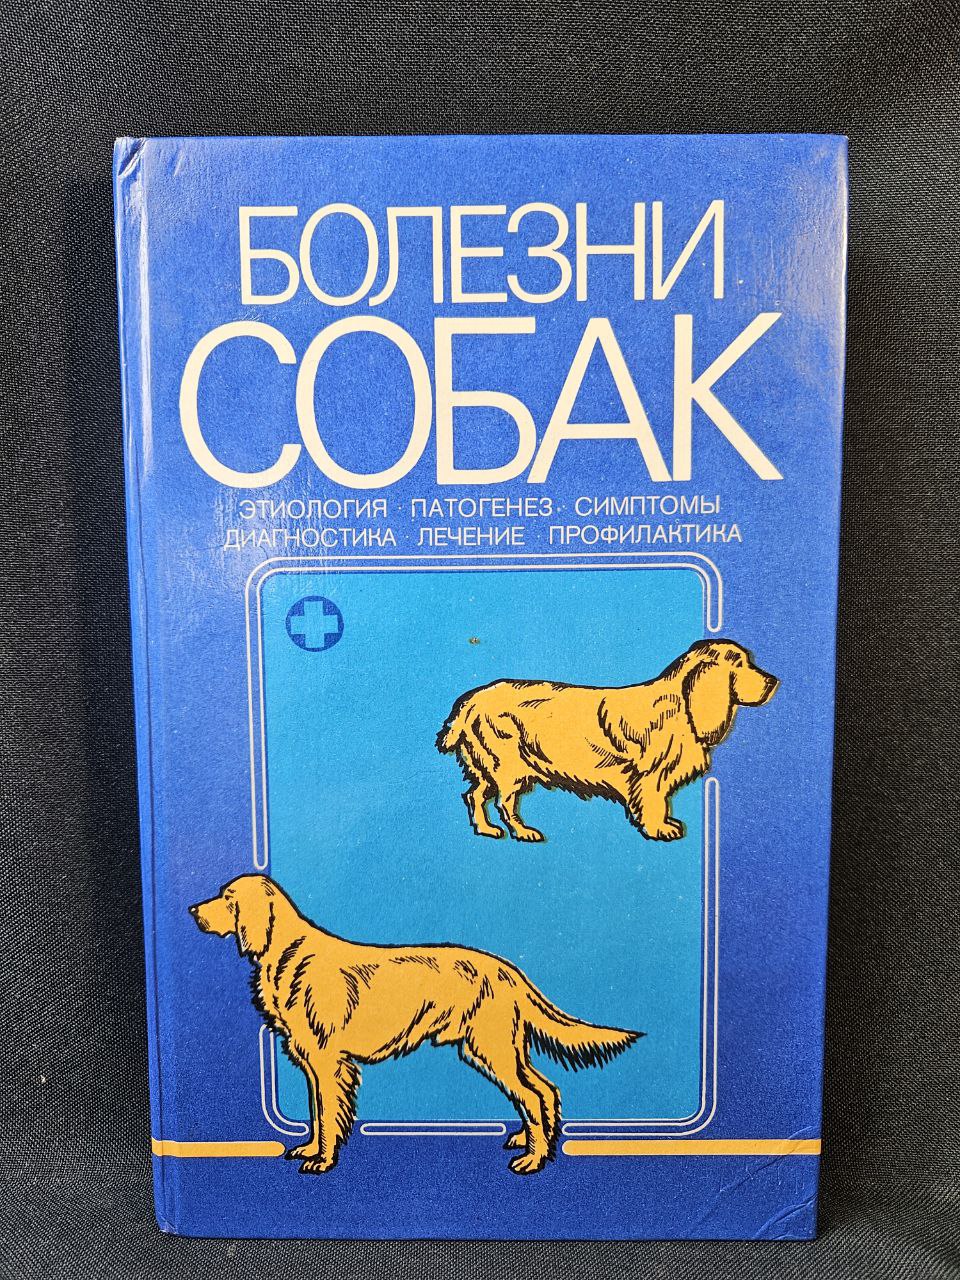 БОЛЕЗНИ
СОБАК
ЭТИОЛОГИЯ · ПАТОГЕНЕЗ · СИМПТОМЫ
ДИАГНОСТИКА · ЛЕЧЕНИЕ · ПРОФИЛАКТИКА